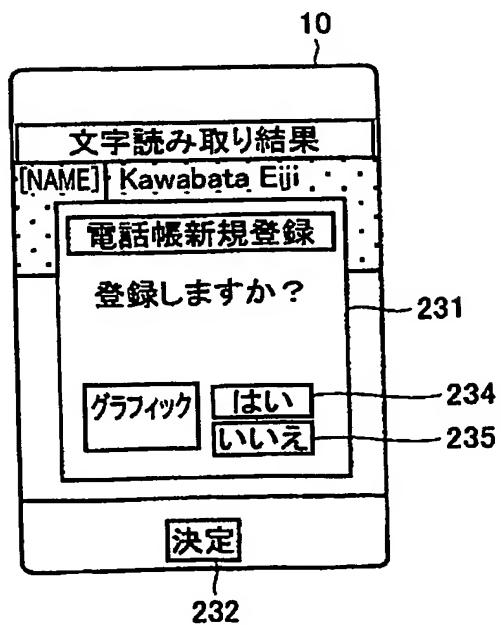 10
文字読み取り結果
[NAME] Kawabata Eiji
電話帳新規登録
登録しますか?
231
グラフィック
はい
234
いいえ
235
決定
232